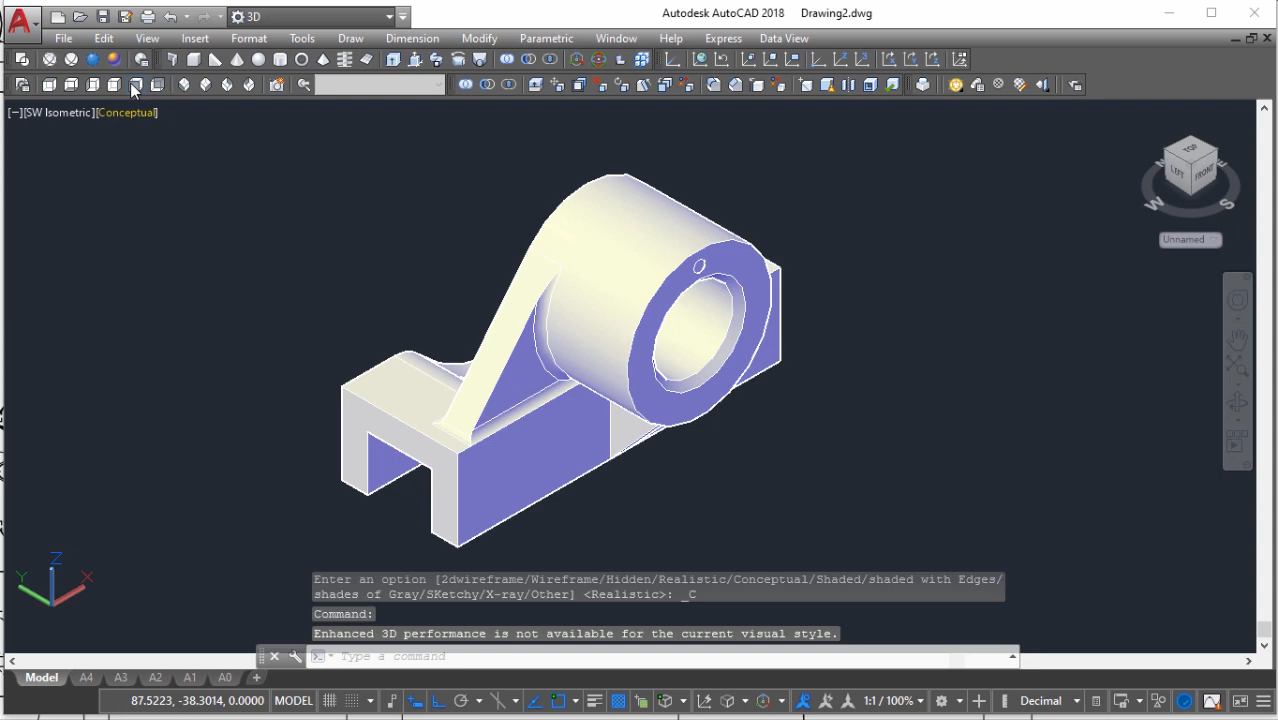 Autodesk AutoCAD 2018 Drawing2.dwg
3D
File Edit View Insert Format Tools Draw Dimension Modify Parametric Window Help Express Data View
[−][SW Isometric][Conceptual]
TOP
LEFT FRONT
W S
Unnamed
Z
Y X
Enter an option [2dwireframe/Wireframe/Hidden/Realistic/Conceptual/Shaded/shaded with Edges/
shades of Gray/SKetchy/X-ray/Other] <Realistic>: _C
Command:
Enhanced 3D performance is not available for the current visual style.
Type a command
Model A4 A3 A2 A1 A0 +
87.5223, -38.3014, 0.0000 MODEL 1:1 / 100% Decimal